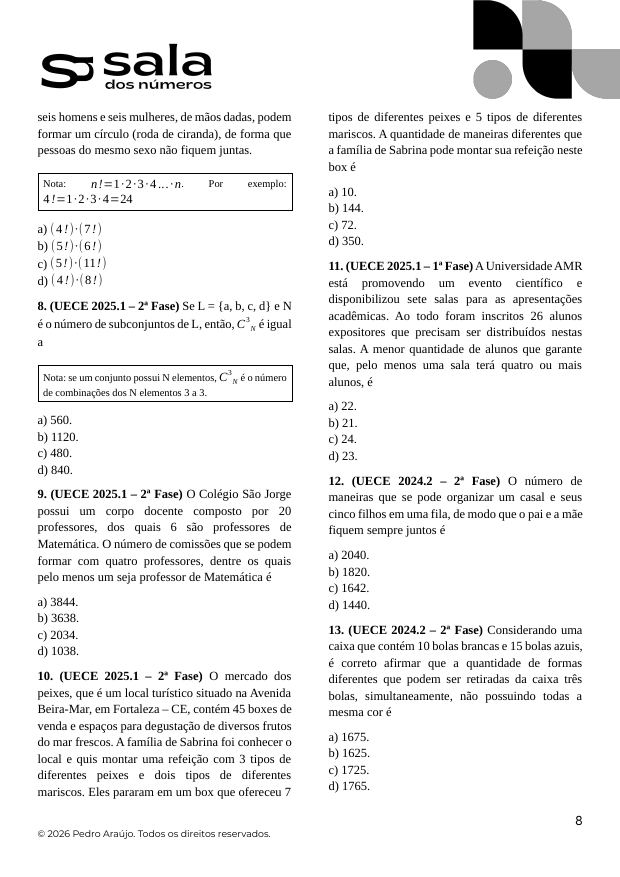 sala
dos números
seis homens e seis mulheres, de mãos dadas, podem
formar um círculo (roda de ciranda), de forma que
pessoas do mesmo sexo não fiquem juntas.
Nota: n!=1·2·3·4...·n. Por exemplo:
4!=1·2·3·4=24
a) (4!)·(7!)
b) (5!)·(6!)
c) (5!)·(11!)
d) (4!)·(8!)
8. (UECE 2025.1 – 2ª Fase) Se L = {a, b, c, d} e N
é o número de subconjuntos de L, então, C³_N é igual
a
Nota: se um conjunto possui N elementos, C³_N é o número
de combinações dos N elementos 3 a 3.
a) 560.
b) 1120.
c) 480.
d) 840.
9. (UECE 2025.1 – 2ª Fase) O Colégio São Jorge
possui um corpo docente composto por 20
professores, dos quais 6 são professores de
Matemática. O número de comissões que se podem
formar com quatro professores, dentre os quais
pelo menos um seja professor de Matemática é
a) 3844.
b) 3638.
c) 2034.
d) 1038.
10. (UECE 2025.1 – 2ª Fase) O mercado dos
peixes, que é um local turístico situado na Avenida
Beira-Mar, em Fortaleza – CE, contém 45 boxes de
venda e espaços para degustação de diversos frutos
do mar frescos. A família de Sabrina foi conhecer o
local e quis montar uma refeição com 3 tipos de
diferentes peixes e dois tipos de diferentes
mariscos. Eles pararam em um box que ofereceu 7
tipos de diferentes peixes e 5 tipos de diferentes
mariscos. A quantidade de maneiras diferentes que
a família de Sabrina pode montar sua refeição neste
box é
a) 10.
b) 144.
c) 72.
d) 350.
11. (UECE 2025.1 – 1ª Fase) A Universidade AMR
está promovendo um evento científico e
disponibilizou sete salas para as apresentações
acadêmicas. Ao todo foram inscritos 26 alunos
expositores que precisam ser distribuídos nestas
salas. A menor quantidade de alunos que garante
que, pelo menos uma sala terá quatro ou mais
alunos, é
a) 22.
b) 21.
c) 24.
d) 23.
12. (UECE 2024.2 – 2ª Fase) O número de
maneiras que se pode organizar um casal e seus
cinco filhos em uma fila, de modo que o pai e a mãe
fiquem sempre juntos é
a) 2040.
b) 1820.
c) 1642.
d) 1440.
13. (UECE 2024.2 – 2ª Fase) Considerando uma
caixa que contém 10 bolas brancas e 15 bolas azuis,
é correto afirmar que a quantidade de formas
diferentes que podem ser retiradas da caixa três
bolas, simultaneamente, não possuindo todas a
mesma cor é
a) 1675.
b) 1625.
c) 1725.
d) 1765.
8
© 2026 Pedro Araújo. Todos os direitos reservados.